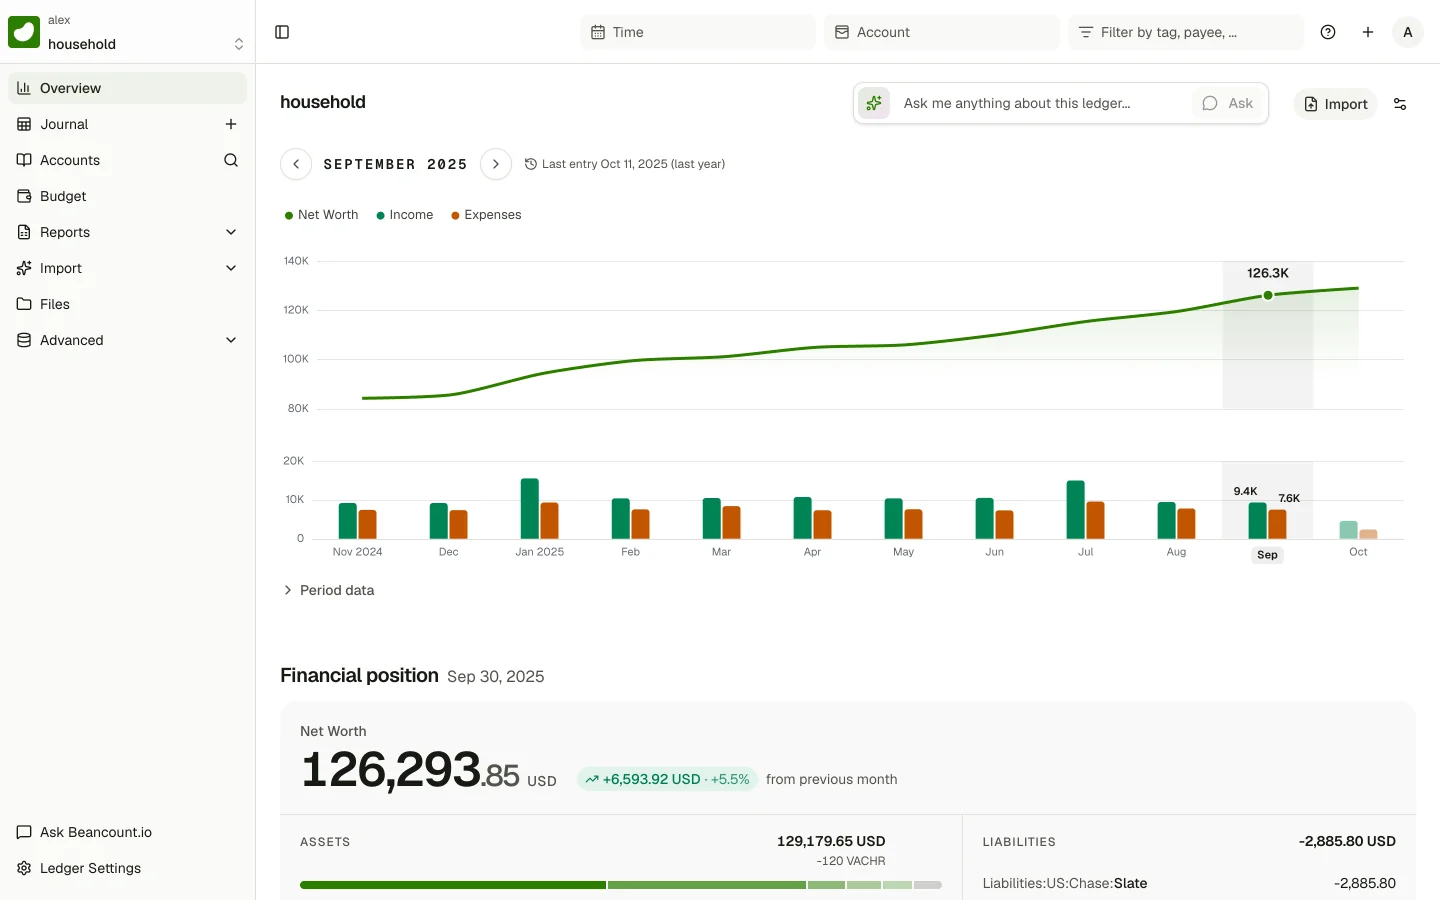 alex
household
Time
Account
Filter by tag, payee, ...
A
Overview
Journal
Accounts
Budget
Reports
Import
Files
Advanced
Ask Beancount.io
Ledger Settings
household
Ask me anything about this ledger...
Ask
Import
SEPTEMBER 2025
Last entry Oct 11, 2025 (last year)
Net Worth
Income
Expenses
140K
126.3K
120K
100K
80K
20K
9.4K
7.6K
10K
0
Nov 2024
Dec
Jan 2025
Feb
Mar
Apr
May
Jun
Jul
Aug
Sep
Oct
Period data
Financial position Sep 30, 2025
Net Worth
126,293.85 USD
+6,593.92 USD · +5.5% from previous month
ASSETS
129,179.65 USD
-120 VACHR
LIABILITIES
-2,885.80 USD
Liabilities:US:Chase:Slate
-2,885.80